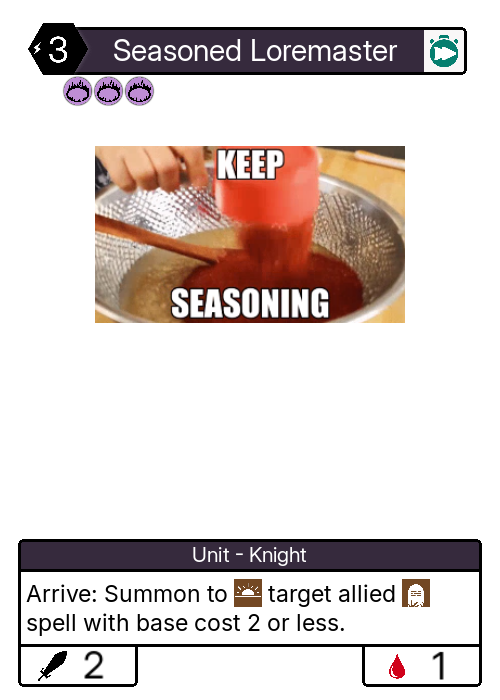 3 Seasoned Loremaster
KEEP
SEASONING
Unit - Knight
Arrive: Summon to target allied
spell with base cost 2 or less.
2 1